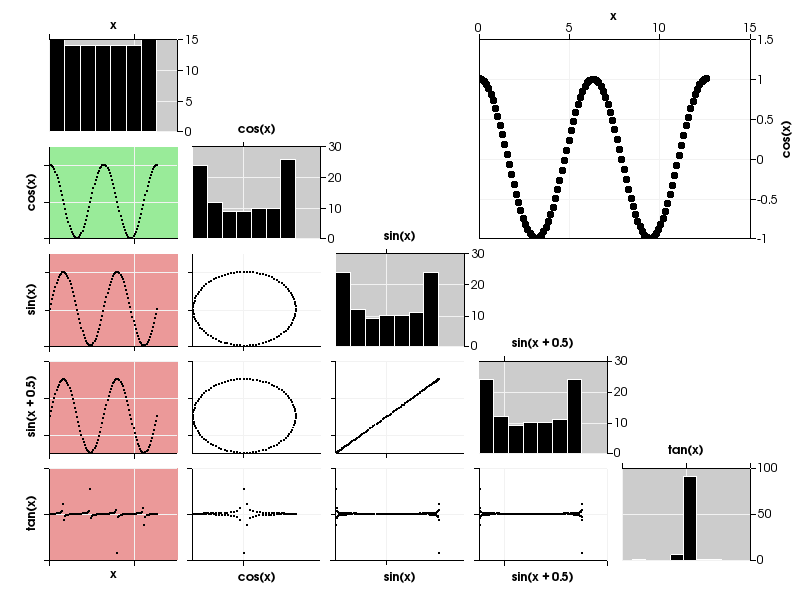 x
x
0 5 10 15
15
10
5
0
1.5
1
0.5
0
-0.5
-1
cos(x)
cos(x)
cos(x)
30
20
10
0
sin(x)
sin(x)
30
20
10
0
sin(x + 0.5)
sin(x + 0.5)
30
20
10
0
tan(x)
tan(x)
100
50
0
x cos(x) sin(x) sin(x + 0.5)